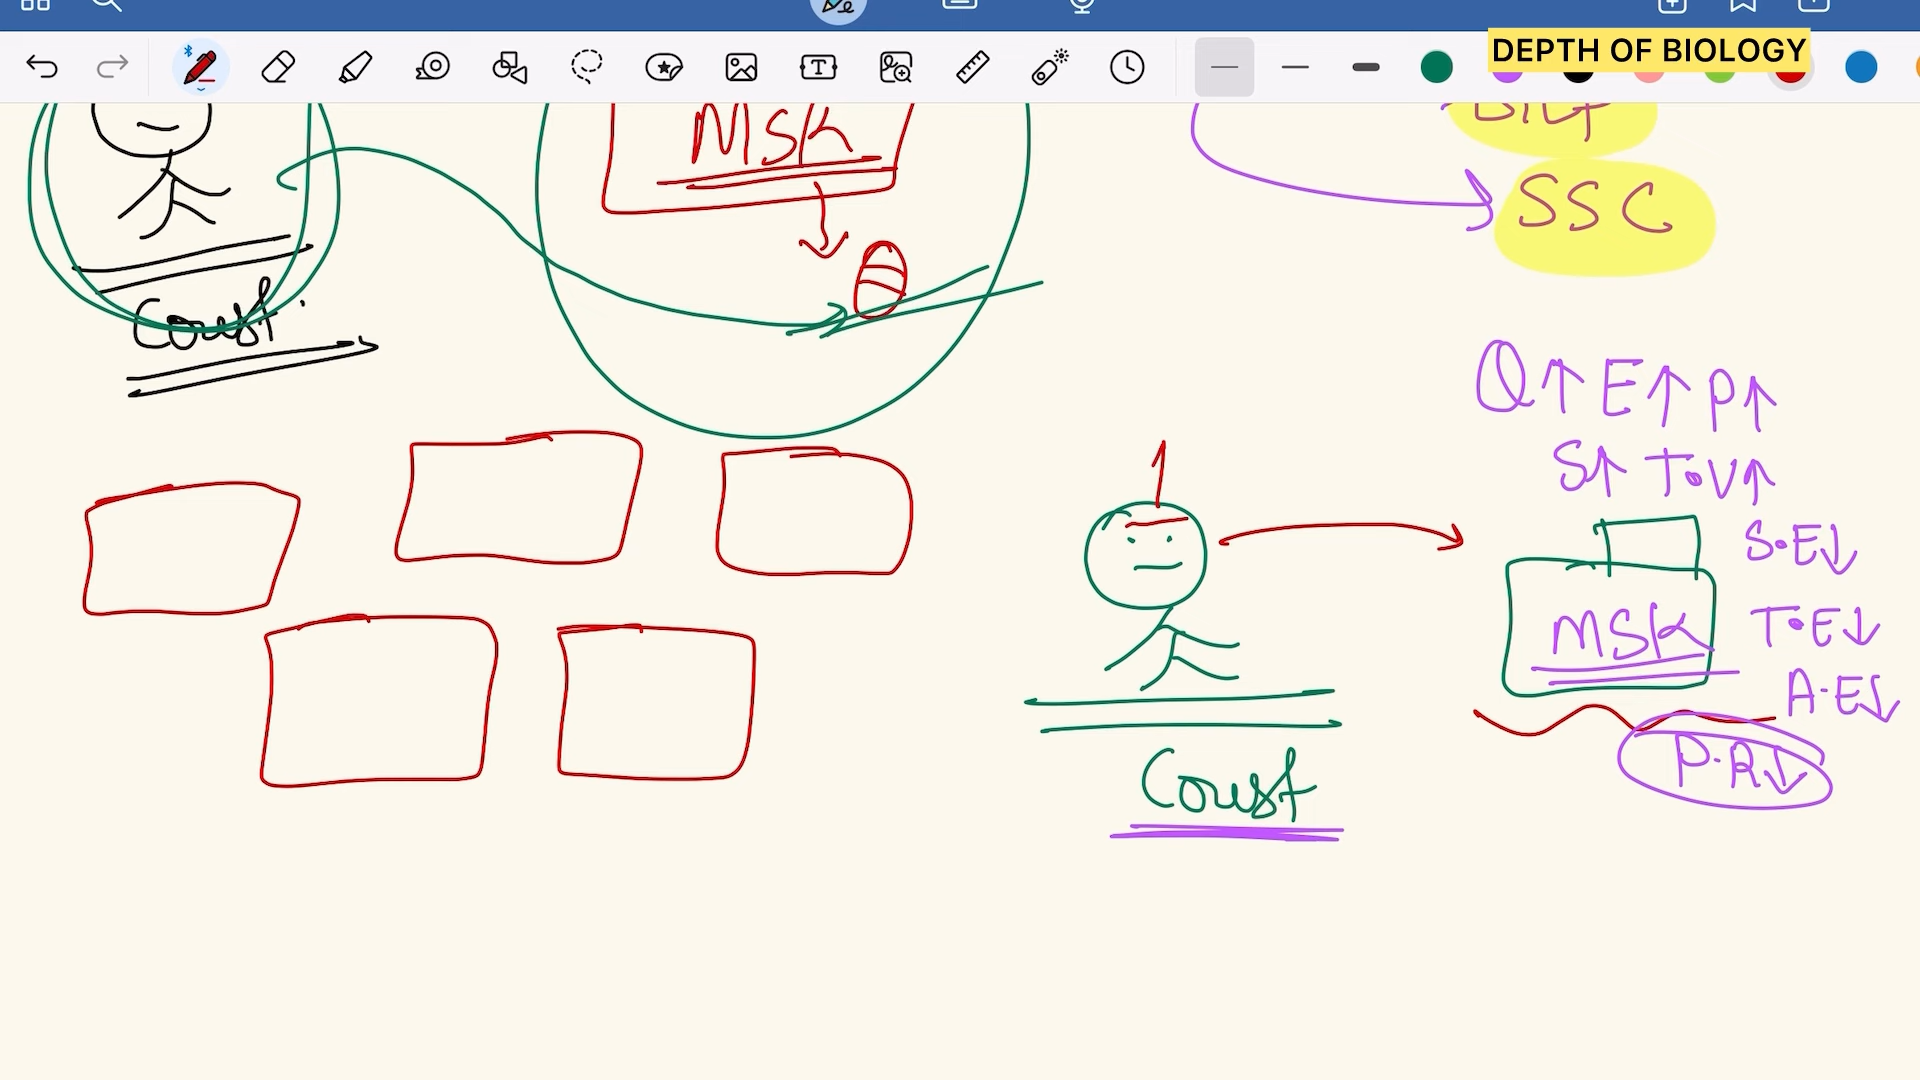 DEPTH OF BIOLOGY
MSK
SSC
Const.
Q↑ E↑ P↑
S↑ T•V↑
S•E↓
MSK
T•E↓
A•E↓
P•R↓
Const